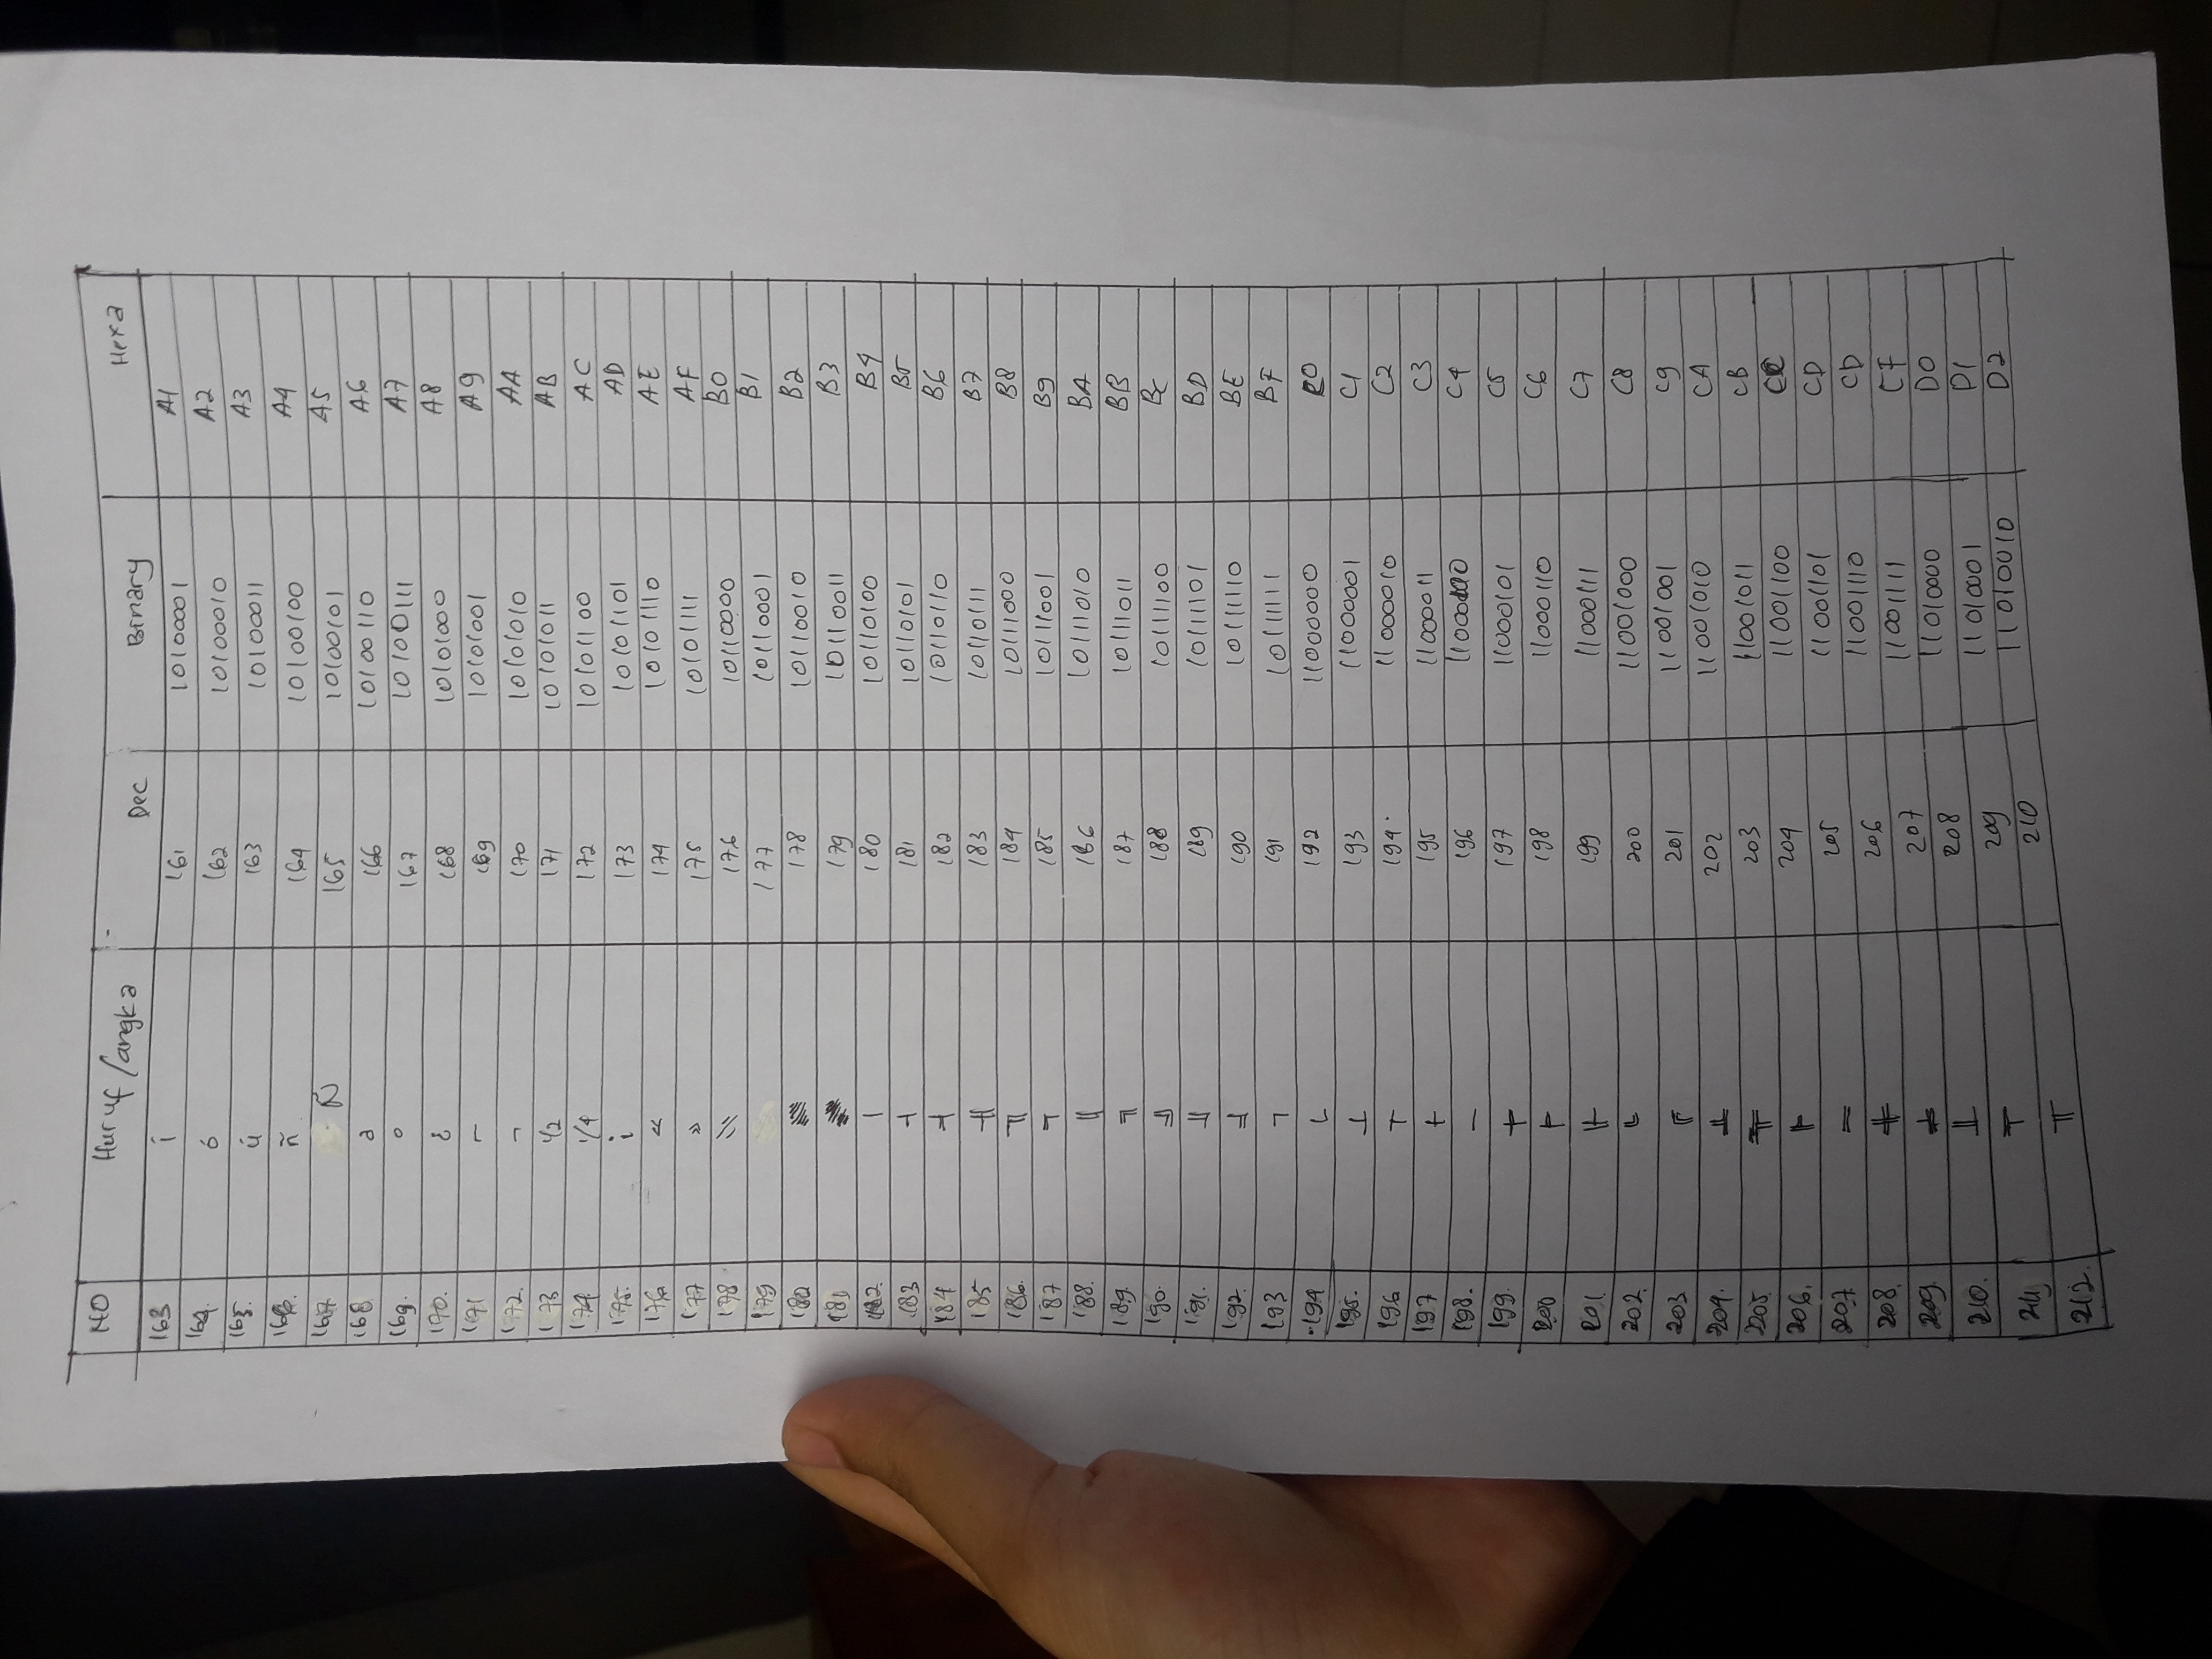 NO Huruf/angka Dec Binary Hexa
163 í 161 10100001 A1
164. ó 162 10100010 A2
165. ú 163 10100011 A3
166. ñ 164 10100100 A4
167 Ñ 165 10100101 A5
168 a 166 10100110 A6
169. o 167 10100111 A7
170. ¿ 168 10101000 A8
171 ⌐ 169 10101001 A9
172. ¬ 170 10101010 AA
173 1/2 171 10101011 AB
174. 1/4 172 10101100 AC
175. i 173 10101101 AD
176 « 174 10101110 AE
177 » 175 10101111 AF
178 \\ 176 10110000 B0
179 177 10110001 B1
180 ▒ 178 10110010 B2
181 ▓ 179 10110011 B3
182. │ 180 10110100 B4
183 ┤ 181 10110101 B5
184 ╡ 182 10110110 B6
185 ╢ 183 10110111 B7
186. ╖ 184 10111000 B8
187 ╕ 185 10111001 B9
188. ║ 186 10111010 BA
189. ╗ 187 10111011 BB
190. ╝ 188 10111100 BC
191. ╜ 189 10111101 BD
192. ╛ 190 10111110 BE
193 ┐ 191 10111111 BF
194 └ 192 11000000 C0
195. ┴ 193 11000001 C1
196 ┬ 194 11000010 C2
197 + 195 11000011 C3
198. ─ 196 11000100 C4
199. ┼ 197 11000101 C5
200 ╞ 198 11000110 C6
201. ╟ 199 11000111 C7
202. ╚ 200 11001000 C8
203 ╔ 201 11001001 C9
204. ╩ 202 11001010 CA
205. ╦ 203 11001011 CB
206. ╠ 204 11001100 CC
207 = 205 11001101 CD
208. ╬ 206 11001110 CD
209. ╧ 207 11001111 CF
210. ╨ 208 11010000 D0
211 ╤ 209 11010001 D1
212. ╥ 210 11010010 D2